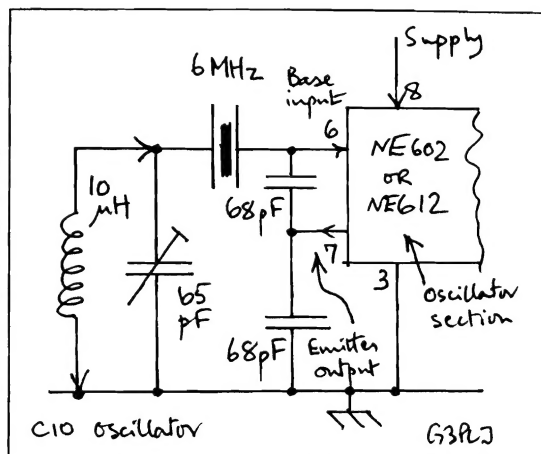 Supply
6 MHz
Base
input
8
6
NE602
OR
NE612
10
µH
68pF
7
65
pF
3
Oscillator
section
68pF
Emitter
output
C10 Oscillator
G3PLJ